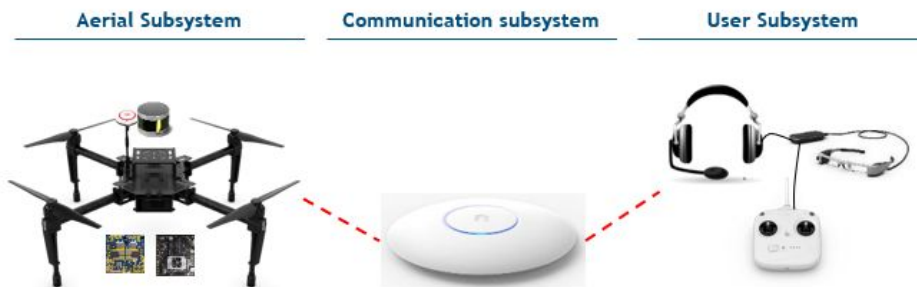 Aerial Subsystem
Communication subsystem
User Subsystem